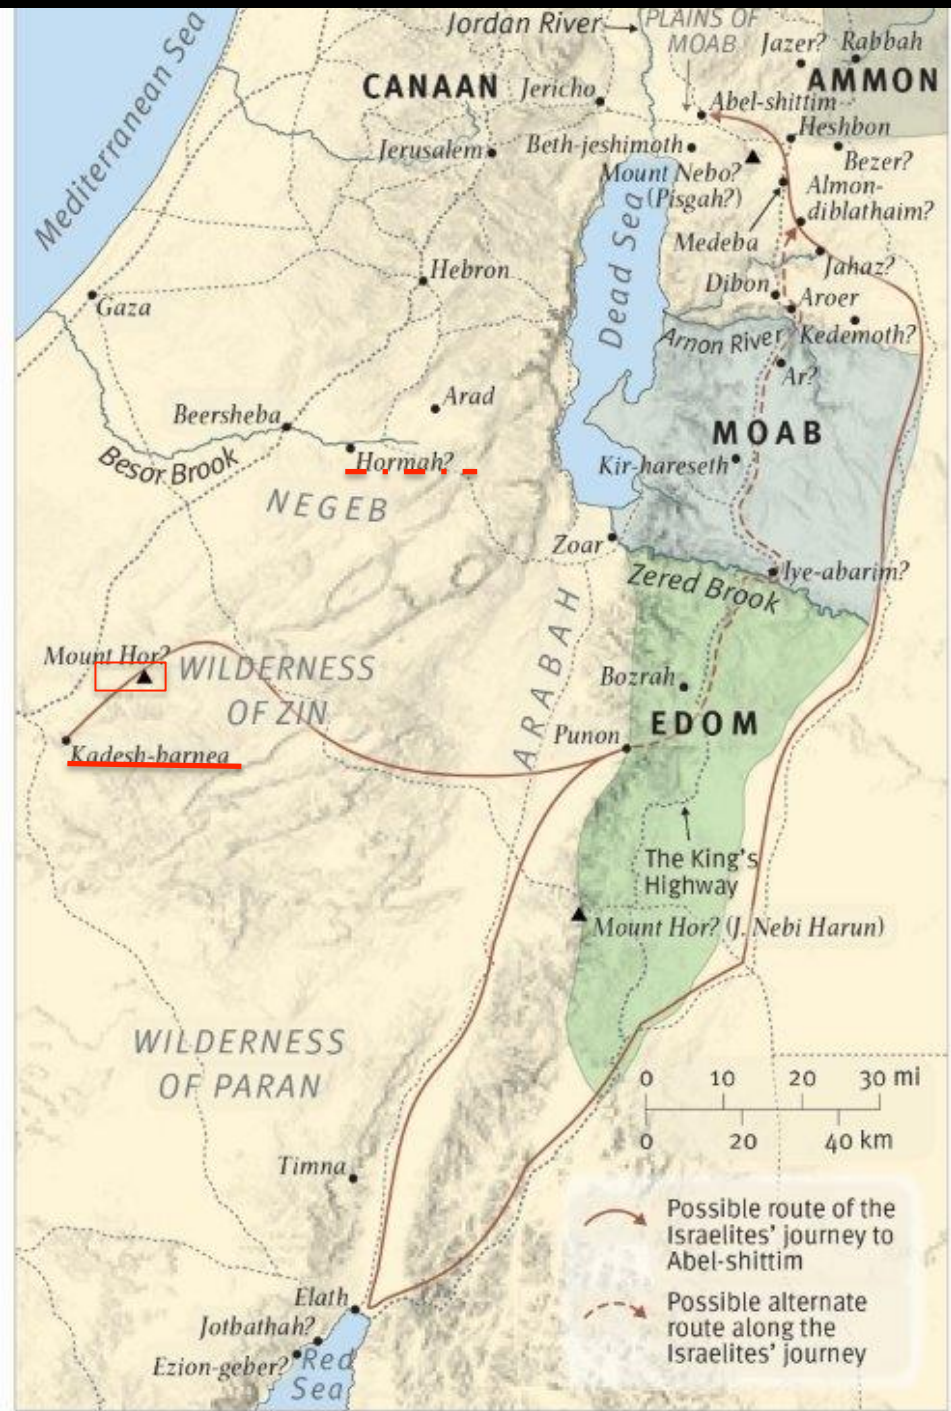 Jordan River
PLAINS OF
MOAB
Jazer?
Rabbah
Mediterranean Sea
CANAAN
Jericho
AMMON
Abel-shittim
Heshbon
Jerusalem
Beth-jeshimoth
Bezer?
Mount Nebo?
(Pisgah?)
Almon-
diblathaim?
Medeba
Dead Sea
Hebron
Jahaz?
Dibon
Aroer
Gaza
Arnon River
Kedemoth?
Ar?
Arad
Beersheba
MOAB
Besor Brook
Hormah?
Kir-hareseth
NEGEB
Zoar
Iye-abarim?
Zered Brook
ARABAH
Mount Hor?
WILDERNESS
OF ZIN
Bozrah
EDOM
Punon
Kadesh-barnea
The King's
Highway
Mount Hor? (J. Nebi Harun)
WILDERNESS
OF PARAN
0 10 20 30 mi
0 20 40 km
Timna
Possible route of the
Israelites' journey to
Abel-shittim
Possible alternate
route along the
Israelites' journey
Elath
Jotbathah?
Ezion-geber?
Red
Sea